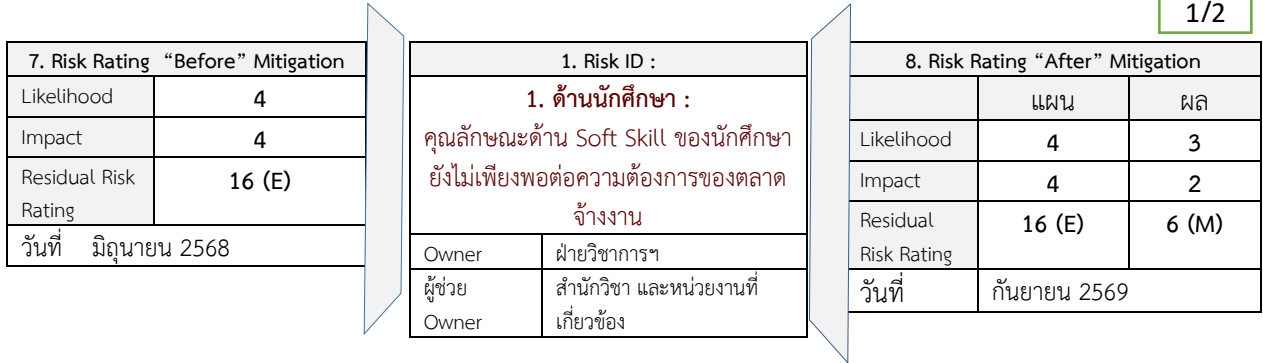 1/2
7. Risk Rating “Before” Mitigation
Likelihood 4
Impact 4
Residual Risk Rating 16 (E)
วันที่ มิถุนายน 2568
1. Risk ID :
1. ด้านนักศึกษา :
คุณลักษณะด้าน Soft Skill ของนักศึกษา
ยังไม่เพียงพอต่อความต้องการของตลาด
จ้างงาน
Owner ฝ่ายวิชาการฯ
ผู้ช่วย สำนักวิชา และหน่วยงานที่
Owner เกี่ยวข้อง
8. Risk Rating “After” Mitigation
แผน ผล
Likelihood 4 3
Impact 4 2
Residual 16 (E) 6 (M)
Risk Rating
วันที่ กันยายน 2569